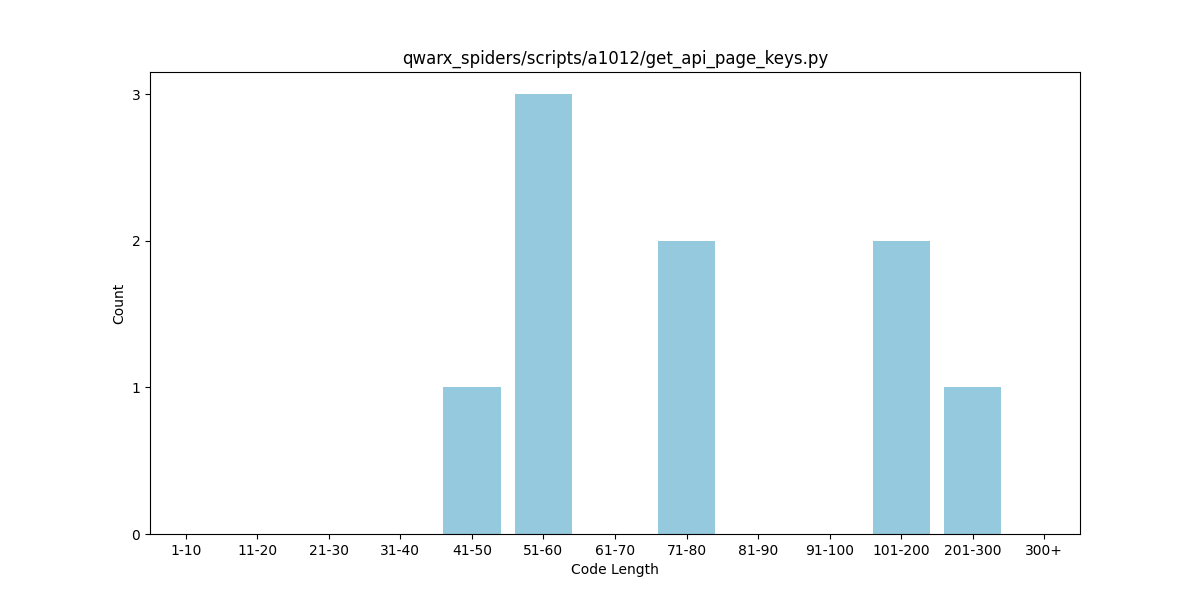 qwarx_spiders/scripts/a1012/get_api_page_keys.py
3
2
1
0
Count
1-10 11-20 21-30 31-40 41-50 51-60 61-70 71-80 81-90 91-100 101-200 201-300 300+
Code Length